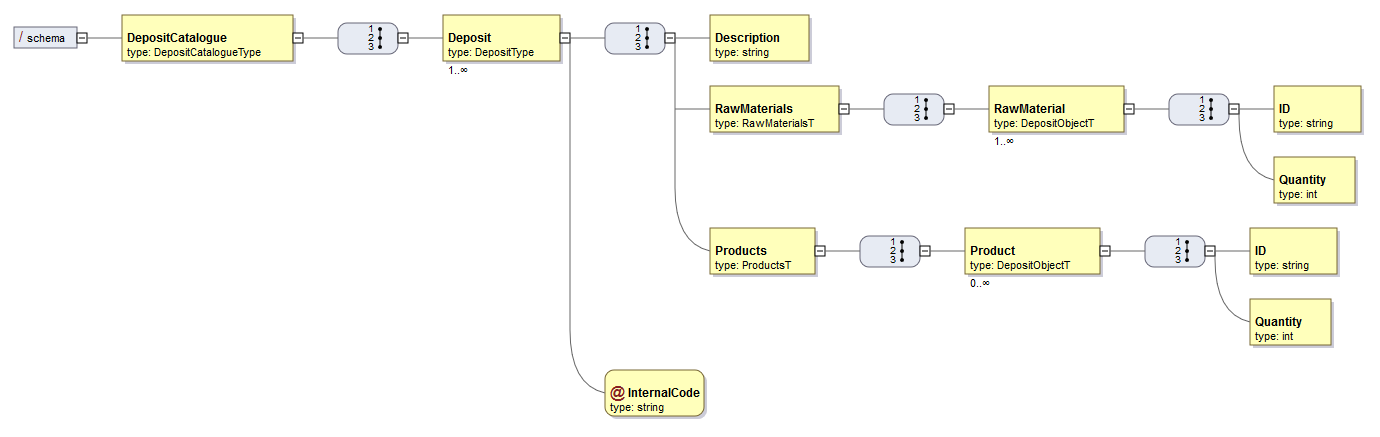 / schema
DepositCatalogue
type: DepositCatalogueType
1
2
3
Deposit
type: DepositType
1..∞
1
2
3
Description
type: string
RawMaterials
type: RawMaterialsT
1
2
3
RawMaterial
type: DepositObjectT
1..∞
1
2
3
ID
type: string
Quantity
type: int
Products
type: ProductsT
1
2
3
Product
type: DepositObjectT
0..∞
1
2
3
ID
type: string
Quantity
type: int
@ InternalCode
type: string